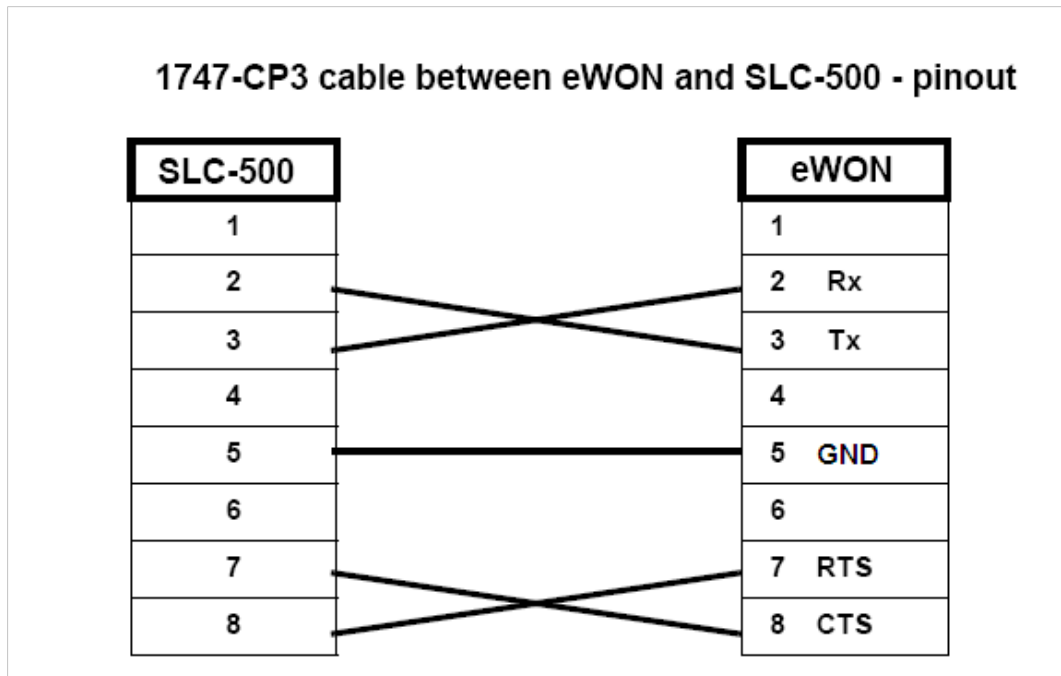 1747-CP3 cable between eWON and SLC-500 - pinout
SLC-500 eWON
1 1
2 2 Rx
3 3 Tx
4 4
5 5 GND
6 6
7 7 RTS
8 8 CTS